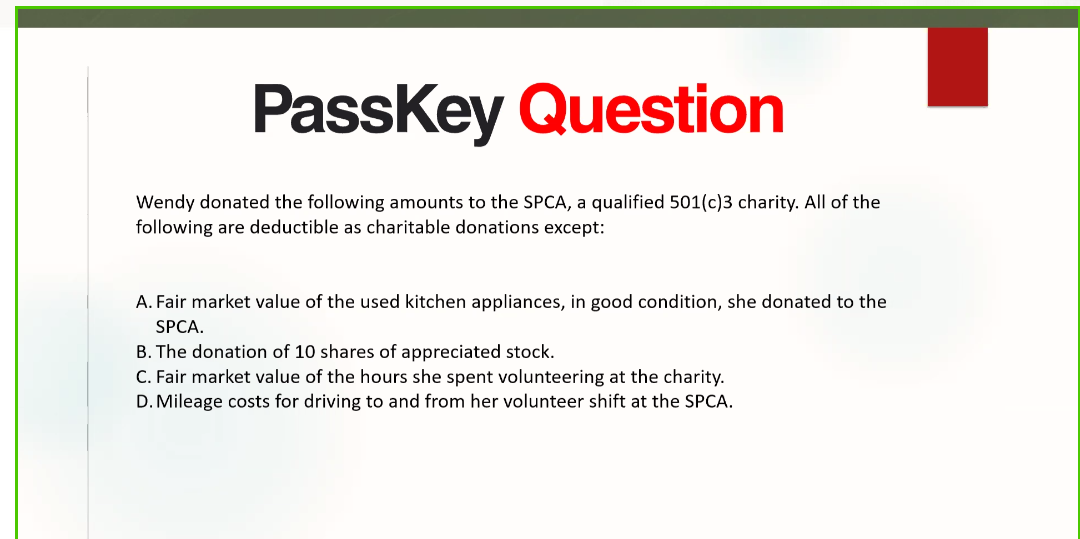 PassKey Question
Wendy donated the following amounts to the SPCA, a qualified 501(c)3 charity. All of the
following are deductible as charitable donations except:
A. Fair market value of the used kitchen appliances, in good condition, she donated to the
SPCA.
B. The donation of 10 shares of appreciated stock.
C. Fair market value of the hours she spent volunteering at the charity.
D. Mileage costs for driving to and from her volunteer shift at the SPCA.